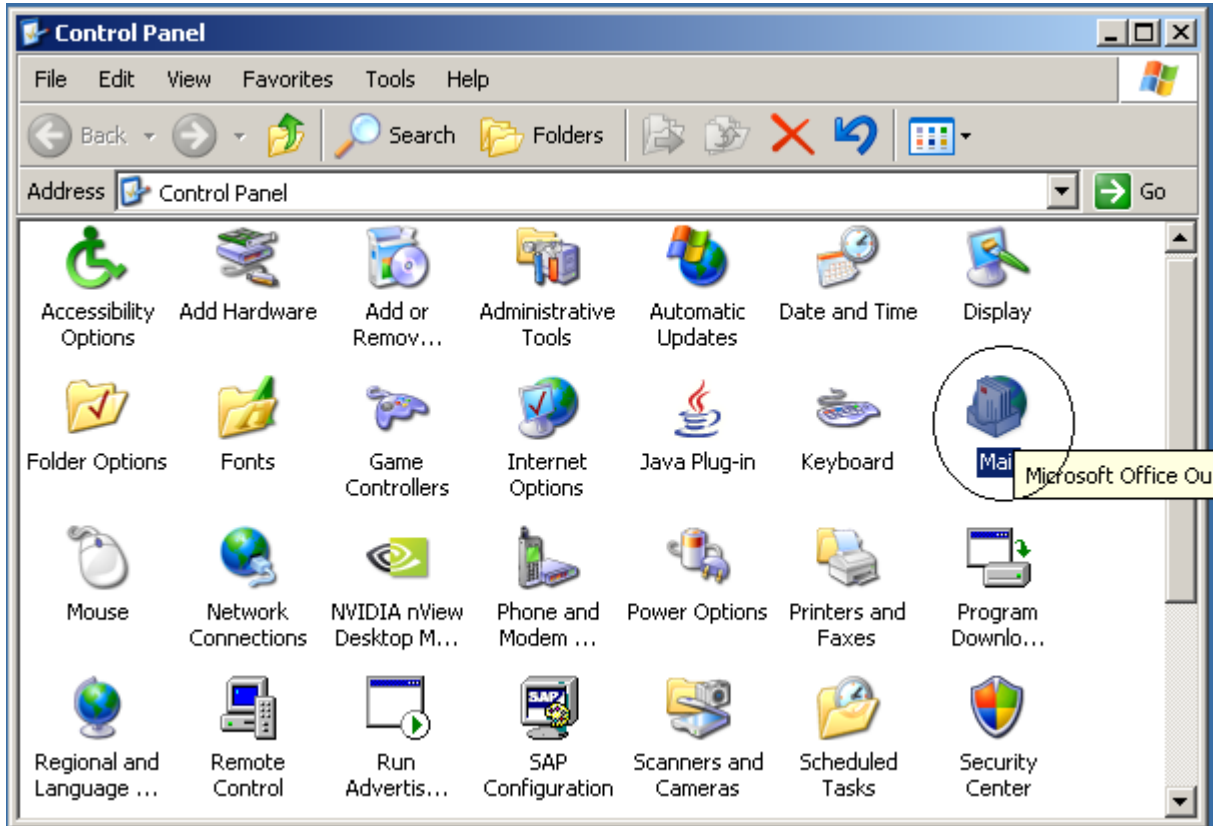 Control Panel
File Edit View Favorites Tools Help
Back Search Folders
Address Control Panel Go
Accessibility Options
Add Hardware
Add or Remov...
Administrative Tools
Automatic Updates
Date and Time
Display
Folder Options
Fonts
Game Controllers
Internet Options
Java Plug-in
Keyboard
Mail
Microsoft Office Ou
Mouse
Network Connections
NVIDIA nView Desktop M...
Phone and Modem ...
Power Options
Printers and Faxes
Program Downlo...
Regional and Language ...
Remote Control
Run Advertis...
SAP
SAP Configuration
Scanners and Cameras
Scheduled Tasks
Security Center